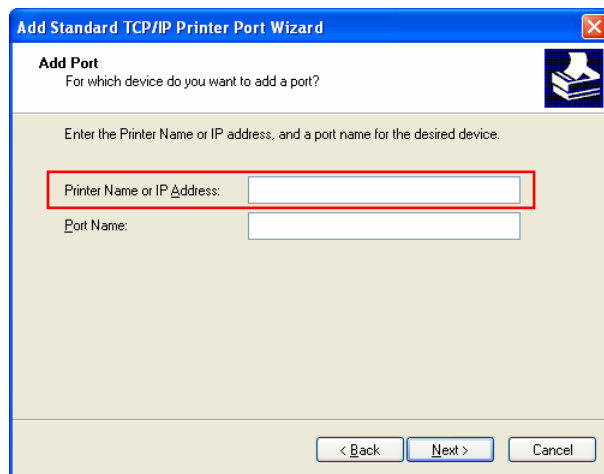 Add Standard TCP/IP Printer Port Wizard
Add Port
For which device do you want to add a port?
Enter the Printer Name or IP address, and a port name for the desired device.
Printer Name or IP Address:
Port Name:
< Back Next > Cancel